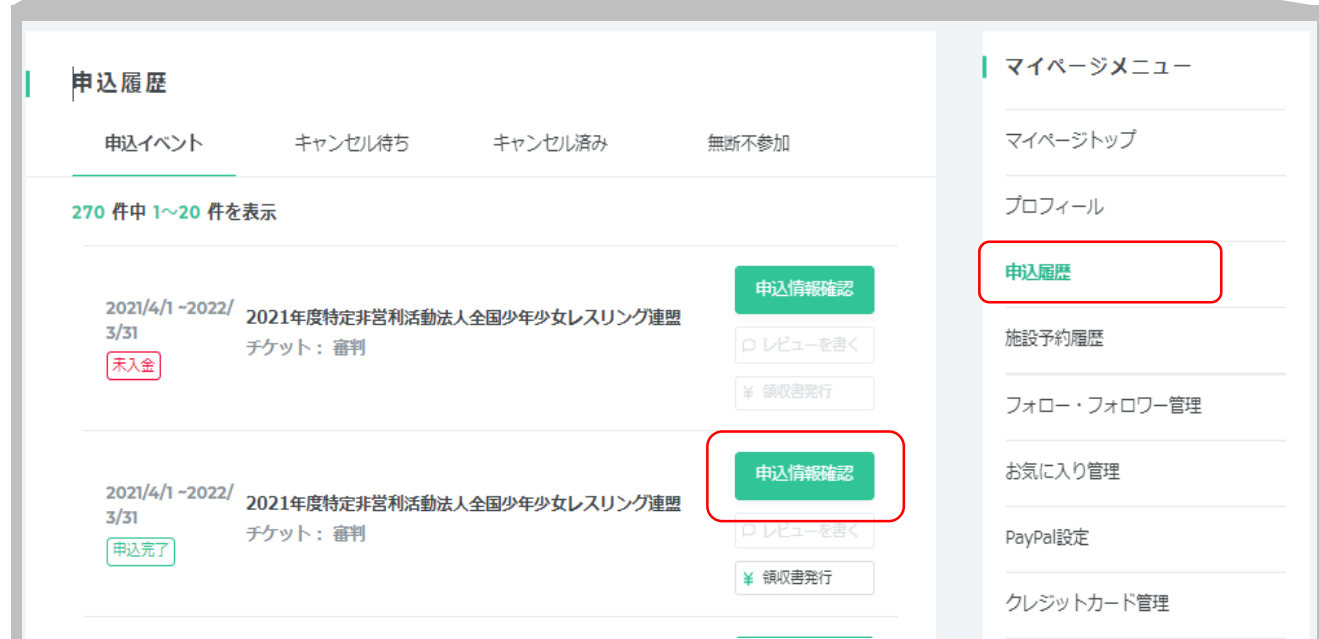 申込履歴
申込イベント
キャンセル待ち
キャンセル済み
無断不参加
270 件中 1～20 件を表示
2021/4/1 ~2022/
3/31
未入金
2021年度特定非営利活動法人全国少年少女レスリング連盟
チケット： 審判
申込情報確認
レビューを書く
¥ 領収書発行
2021/4/1 ~2022/
3/31
申込完了
2021年度特定非営利活動法人全国少年少女レスリング連盟
チケット： 審判
申込情報確認
レビューを書く
¥ 領収書発行
マイページメニュー
マイページトップ
プロフィール
申込履歴
施設予約履歴
フォロー・フォロワー管理
お気に入り管理
PayPal設定
クレジットカード管理